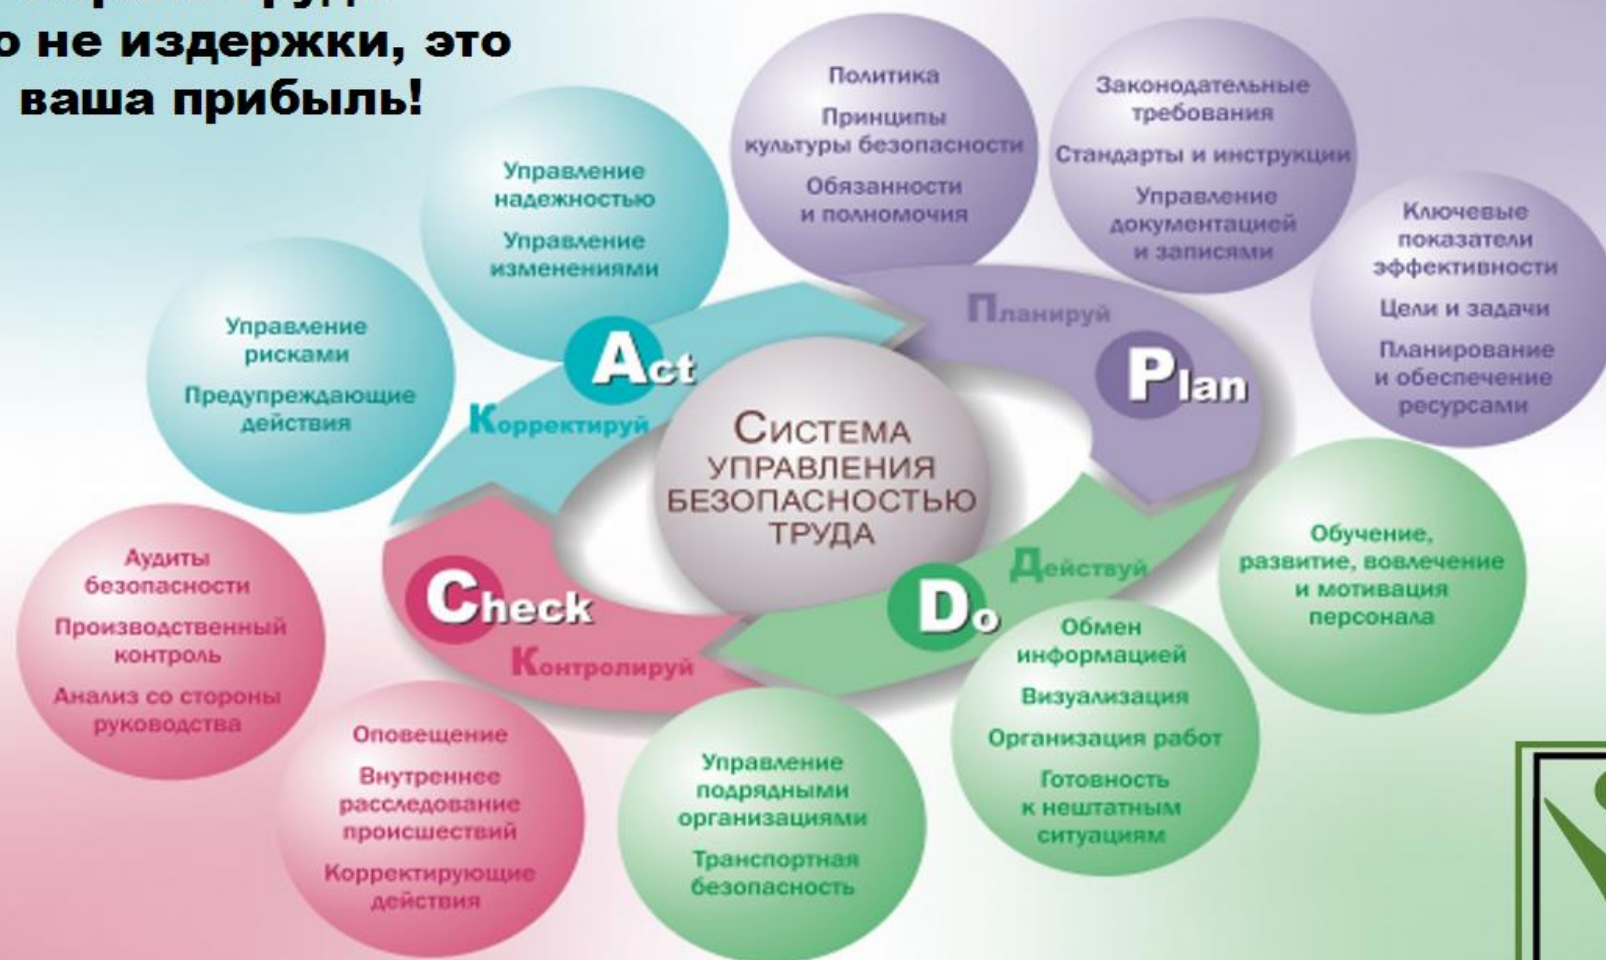 о не издержки, это
ваша прибыль!
Политика
Принципы
культуры безопасности
Обязанности
и полномочия
Законодательные
требования
Стандарты и инструкции
Управление
документацией
и записями
Ключевые
показатели
эффективности
Цели и задачи
Планирование
и обеспечение
ресурсами
Управление
надежностью
Управление
изменениями
Управление
рисками
Предупреждающие
действия
Act
Корректируй
Планируй
Plan
Система
управления
безопасностью
труда
Check
Контролируй
Do
Действуй
Обучение,
развитие, вовлечение
и мотивация
персонала
Обмен
информацией
Визуализация
Организация работ
Готовность
к нештатным
ситуациям
Управление
подрядными
организациями
Транспортная
безопасность
Аудиты
безопасности
Производственный
контроль
Анализ со стороны
руководства
Оповещение
Внутреннее
расследование
происшествий
Корректирующие
действия